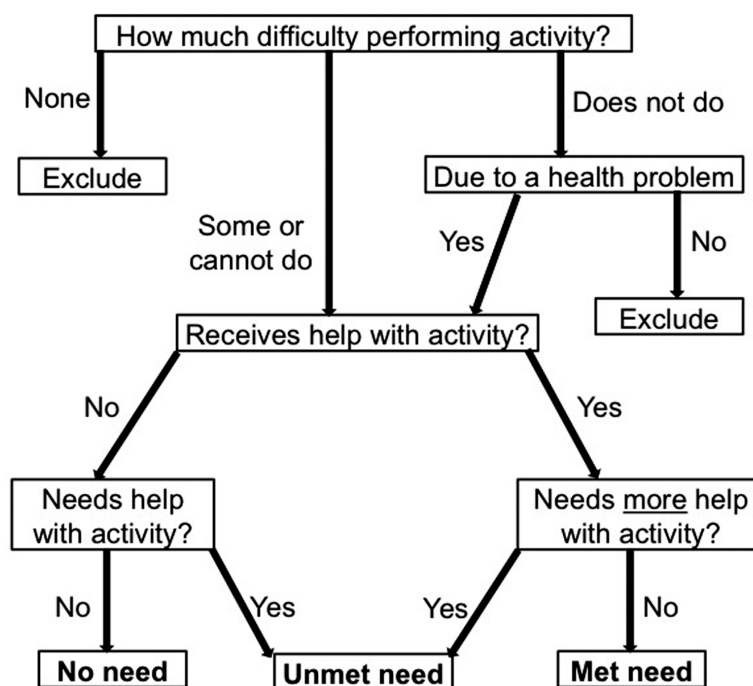 How much difficulty performing activity?
None
Does not do
Exclude
Due to a health problem
Some or
cannot do
Yes
No
Exclude
Receives help with activity?
No
Yes
Needs help
with activity?
Needs more help
with activity?
No
Yes
Yes
No
No need
Unmet need
Met need